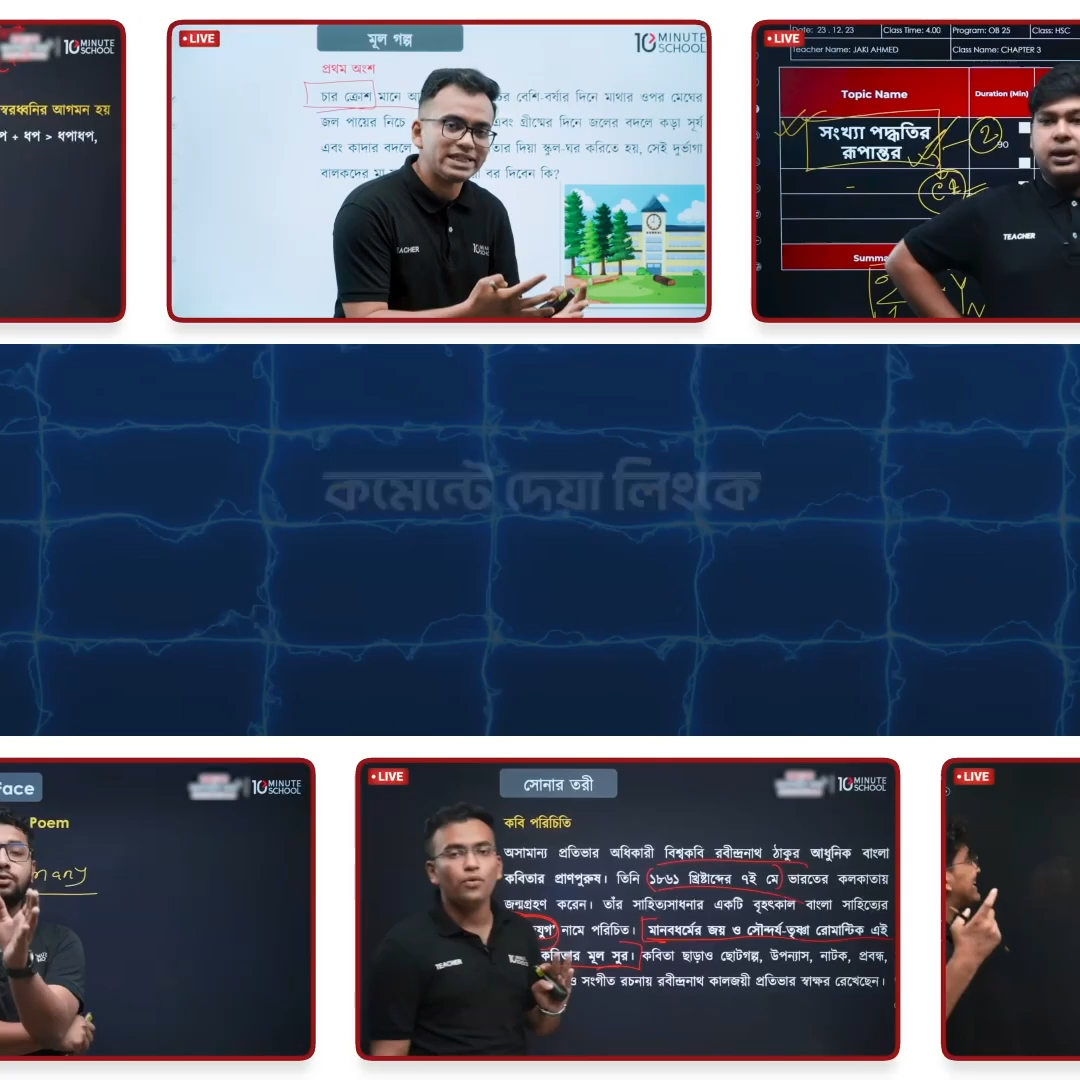 10 MINUTE SCHOOL
স্বরধ্বনির আগমন হয়
প + ধপ > ধপাধপ,
LIVE
মূল গল্প
10 MINUTE SCHOOL
প্রথম অংশ
চার ক্রোশ মানে
বেশি-বর্ষার দিনে মাথার ওপর মেঘের
জল পায়ের নিচে
এবং গ্রীষ্মের দিনে জলের বদলে কড়া সূর্য
এবং কাদার বদলে
দিয়া স্কুল-ঘর করিতে হয়, সেই দুর্ভাগা
বালকদের মা
বর দিবেন কি?
TEACHER
LIVE
Date: 23.12.23
Class Time: 4.00
Program: OB 25
Class: HSC
Teacher Name: JAKI AHMED
Class Name: CHAPTER 3
Topic Name
Duration (Min)
সংখ্যা পদ্ধতির
রূপান্তর
2
90
TEACHER
কমেন্টে দেয়া লিংকে
Face
10 MINUTE SCHOOL
Poem
many
LIVE
সোনার তরী
10 MINUTE SCHOOL
কবি পরিচিতি
অসামান্য প্রতিভার অধিকারী বিশ্বকবি রবীন্দ্রনাথ ঠাকুর আধুনিক বাংলা
কবিতার প্রাণপুরুষ। তিনি ১৮৬১ খ্রিষ্টাব্দের ৭ই মে ভারতের কলকাতায়
জন্মগ্রহণ করেন। তাঁর সাহিত্যসাধনার একটি বৃহৎকাল বাংলা সাহিত্যের
যুগ' নামে পরিচিত। মানবধর্মের জয় ও সৌন্দর্য-তৃষ্ণা রোমান্টিক এই
কবিতার মূল সুর। কবিতা ছাড়াও ছোটগল্প, উপন্যাস, নাটক, প্রবন্ধ,
ও সংগীত রচনায় রবীন্দ্রনাথ কালজয়ী প্রতিভার স্বাক্ষর রেখেছেন।
TEACHER
LIVE